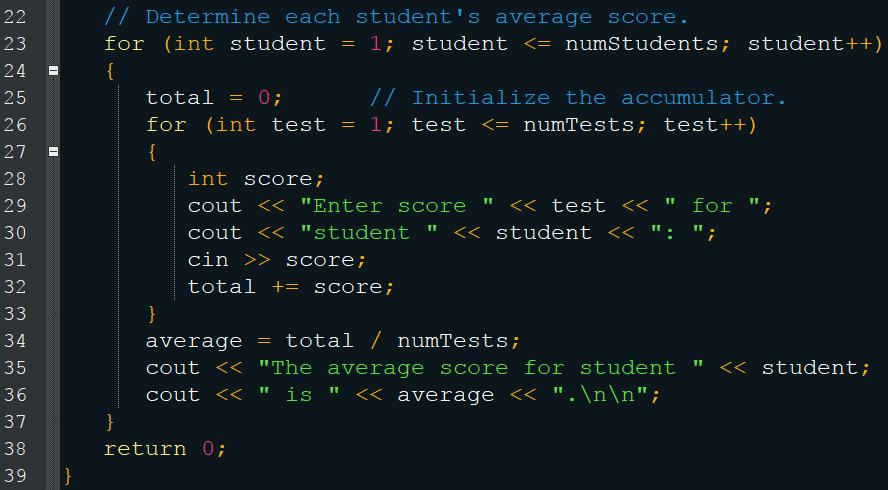 22 // Determine each student's average score.
23 for (int student = 1; student <= numStudents; student++)
24 {
25 total = 0; // Initialize the accumulator.
26 for (int test = 1; test <= numTests; test++)
27 {
28 int score;
29 cout << "Enter score " << test << " for ";
30 cout << "student " << student << ": ";
31 cin >> score;
32 total += score;
33 }
34 average = total / numTests;
35 cout << "The average score for student " << student;
36 cout << " is " << average << ".\n\n";
37 }
38 return 0;
39 }